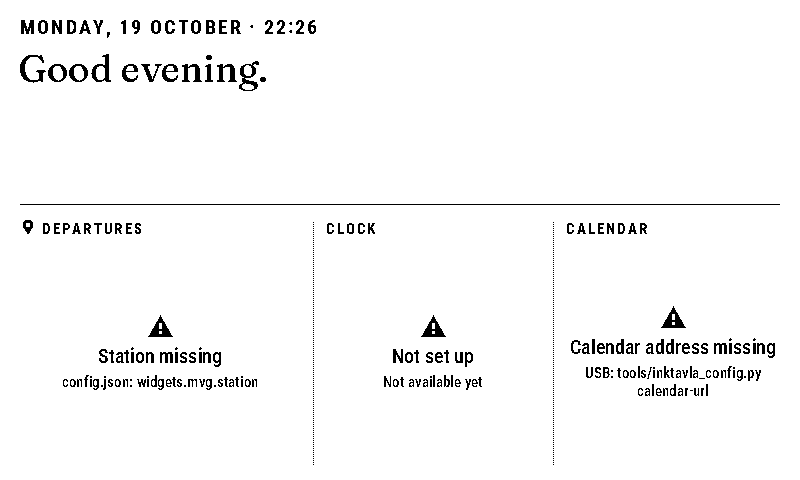 MONDAY, 19 OCTOBER · 22:26
Good evening.
DEPARTURES
Station missing
config.json: widgets.mvg.station
CLOCK
Not set up
Not available yet
CALENDAR
Calendar address missing
USB: tools/inktavla_config.py
calendar-url